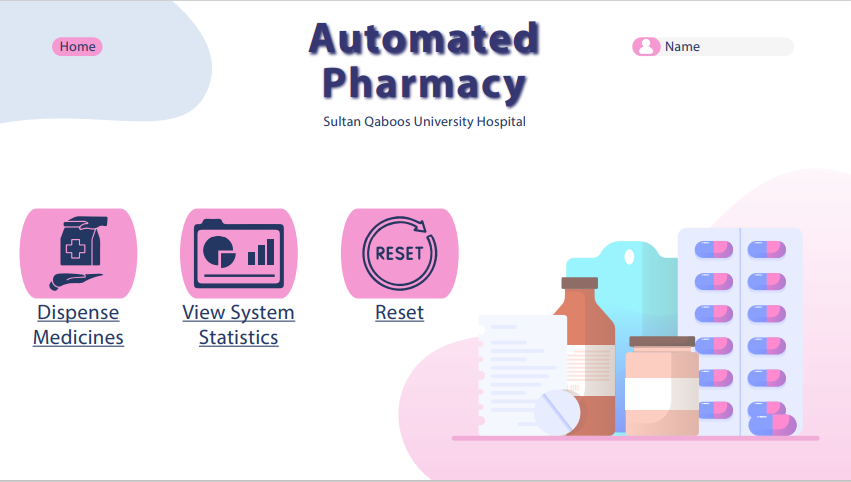 Home
Automated
Pharmacy
Name
Sultan Qaboos University Hospital
RESET
Dispense
Medicines
View System
Statistics
Reset